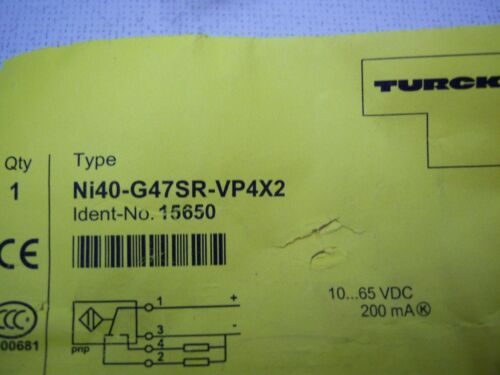 TURCK
Qty
1
Type
Ni40-G47SR-VP4X2
Ident-No. 15650
CE
CCC
00681
pnp
1
+
3
-
4
2
10...65 VDC
200 mA Ⓚ